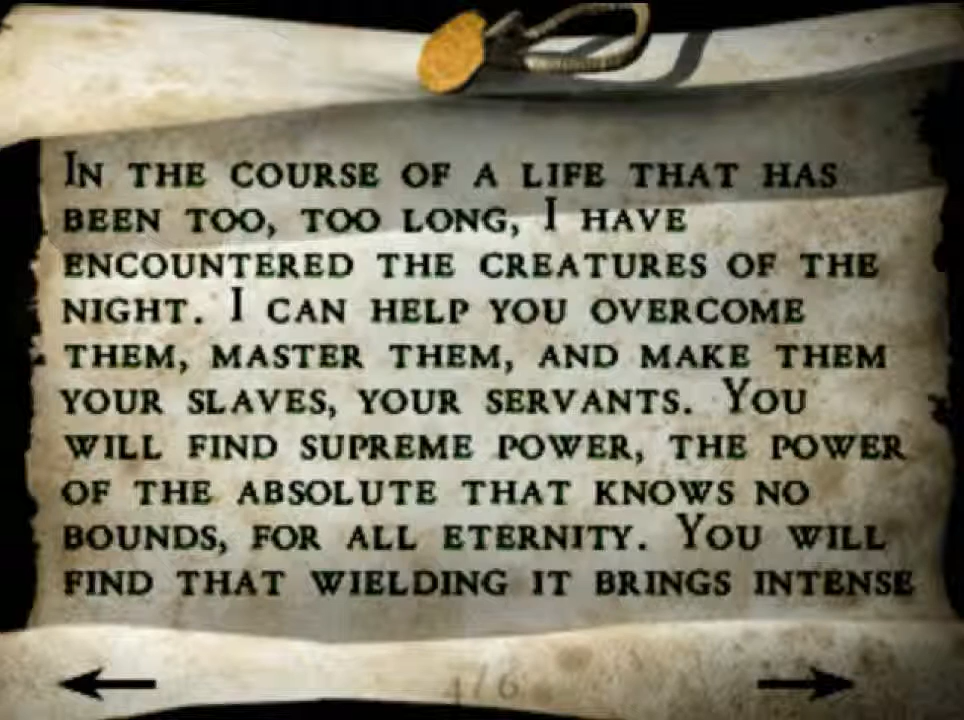 In the course of a life that has
been too, too long, I have
encountered the creatures of the
night. I can help you overcome
them, master them, and make them
your slaves, your servants. You
will find supreme power, the power
of the absolute that knows no
bounds, for all eternity. You will
find that wielding it brings intense
4/6